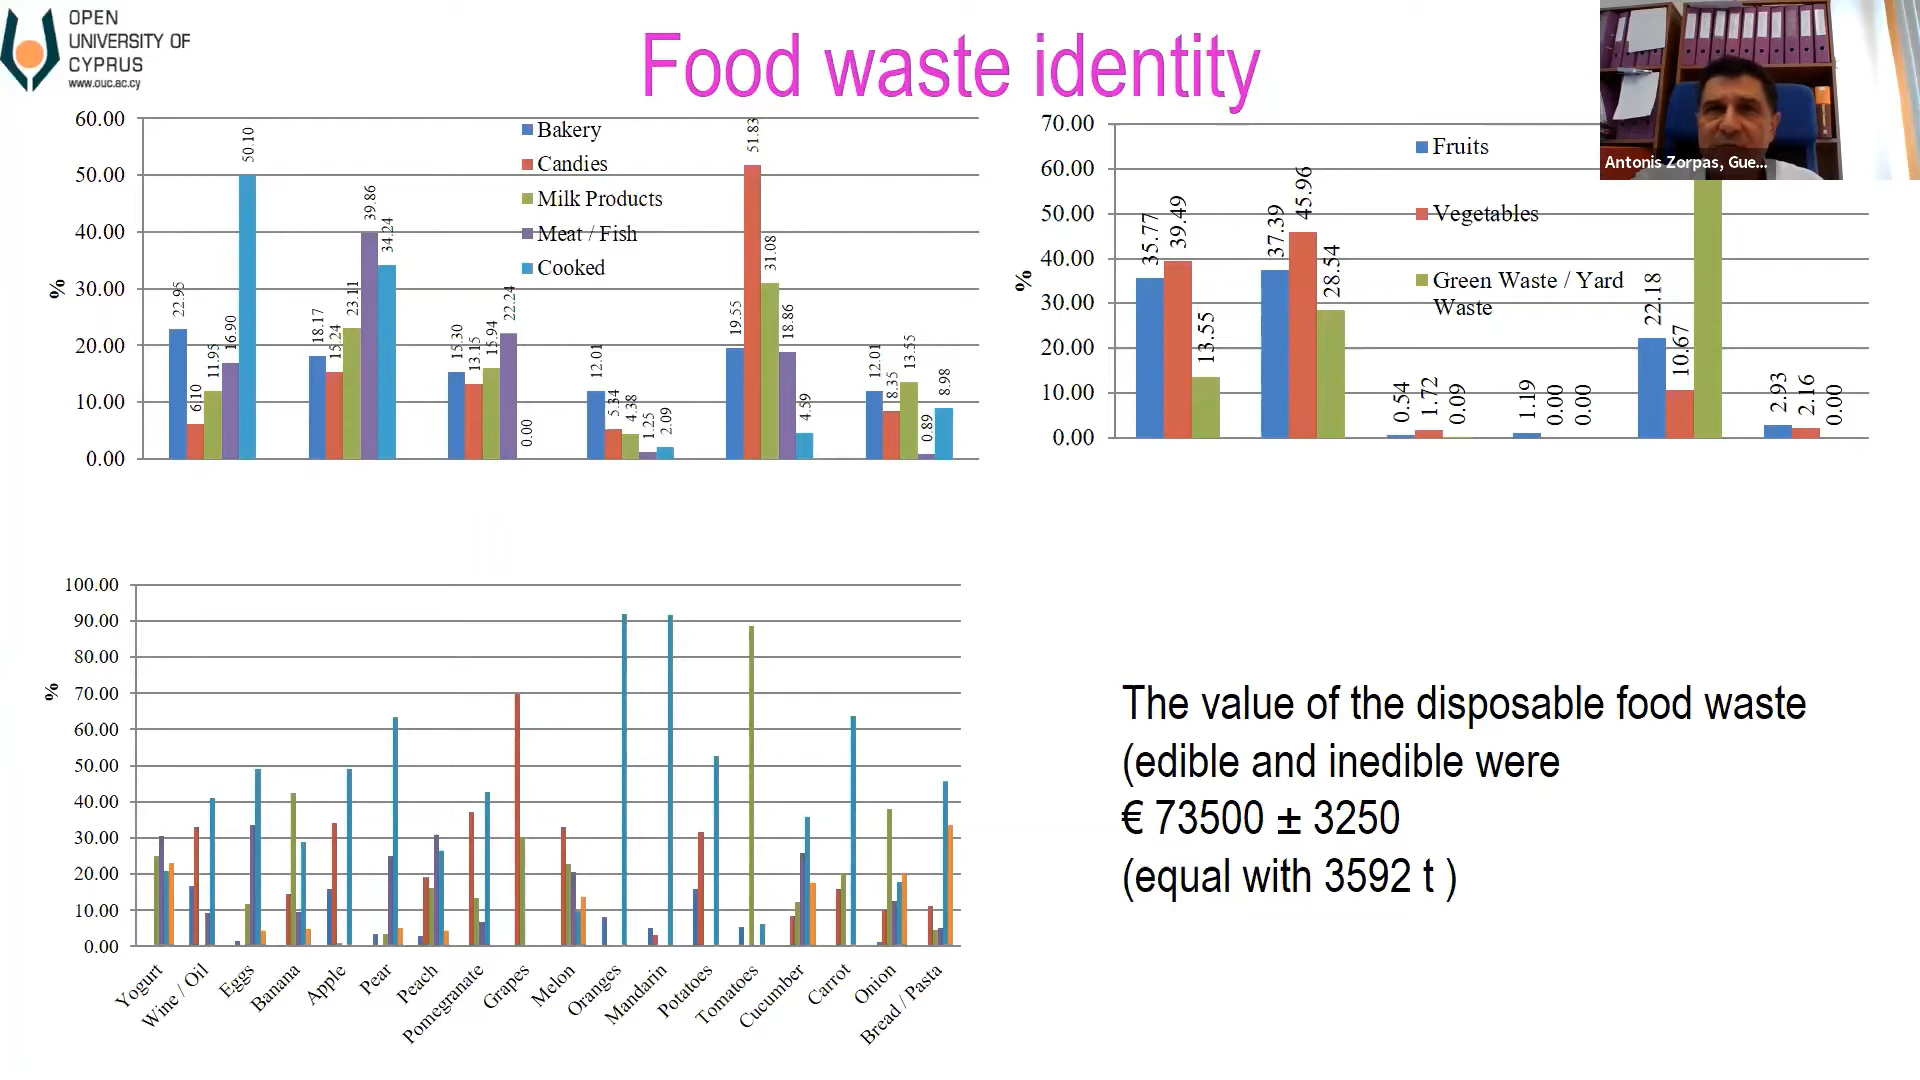 OPEN
UNIVERSITY OF
CYPRUS
www.ouc.ac.cy
Food waste identity
Antonis Zorpas, Gue...
60.00
50.00
40.00
30.00
20.00
10.00
0.00
%
Bakery
Candies
Milk Products
Meat / Fish
Cooked
22.95
6.10
11.95
16.90
50.10
18.17
15.24
23.11
39.86
34.24
15.30
13.15
15.94
22.24
0.00
12.01
5.34
4.38
1.25
2.09
19.55
51.83
31.08
18.86
4.59
12.01
8.35
13.55
0.89
8.98
70.00
60.00
50.00
40.00
30.00
20.00
10.00
0.00
%
Fruits
Vegetables
Green Waste / Yard
Waste
35.77
39.49
13.55
37.39
45.96
28.54
0.54
1.72
0.09
1.19
0.00
0.00
22.18
10.67
2.93
2.16
0.00
100.00
90.00
80.00
70.00
60.00
50.00
40.00
30.00
20.00
10.00
0.00
%
Yogurt
Wine / Oil
Eggs
Banana
Apple
Pear
Peach
Pomegranate
Grapes
Melon
Oranges
Mandarin
Potatoes
Tomatoes
Cucumber
Carrot
Onion
Bread / Pasta
The value of the disposable food waste
(edible and inedible were
€ 73500 ± 3250
(equal with 3592 t )